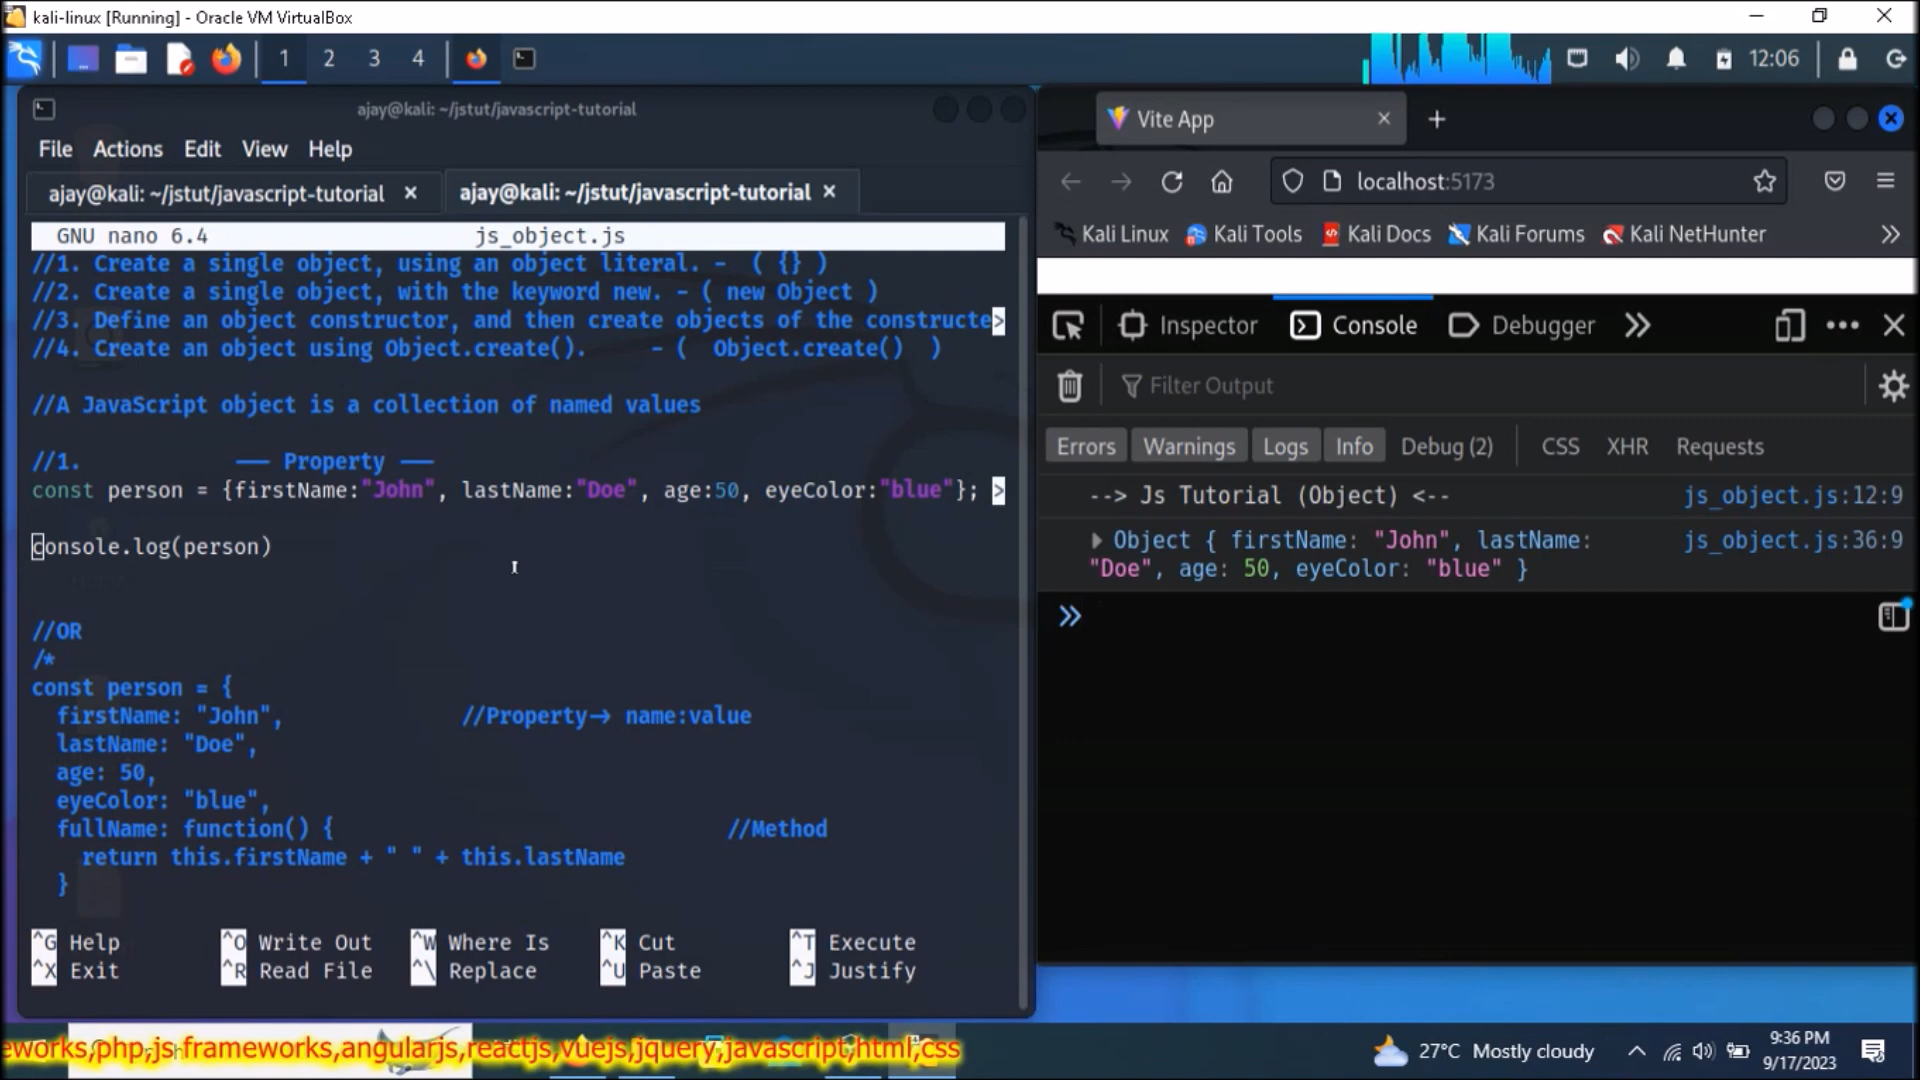 kali-linux [Running] - Oracle VM VirtualBox
1 2 3 4
12:06
ajay@kali: ~/jstut/javascript-tutorial
File Actions Edit View Help
ajay@kali: ~/jstut/javascript-tutorial ×
ajay@kali: ~/jstut/javascript-tutorial ×
GNU nano 6.4 js_object.js
//1. Create a single object, using an object literal. - ( {} )
//2. Create a single object, with the keyword new. - ( new Object )
//3. Define an object constructor, and then create objects of the constructe>
//4. Create an object using Object.create(). - ( Object.create() )
//A JavaScript object is a collection of named values
//1. —— Property ——
const person = {firstName:"John", lastName:"Doe", age:50, eyeColor:"blue"}; >
console.log(person)
//OR
/*
const person = {
firstName: "John", //Property→ name:value
lastName: "Doe",
age: 50,
eyeColor: "blue",
fullName: function() { //Method
return this.firstName + " " + this.lastName
}
^G Help ^O Write Out ^W Where Is ^K Cut ^T Execute
^X Exit ^R Read File ^\ Replace ^U Paste ^J Justify
Vite App
localhost:5173
Kali Linux Kali Tools Kali Docs Kali Forums Kali NetHunter
Inspector Console Debugger
Filter Output
Errors Warnings Logs Info Debug (2) CSS XHR Requests
--> Js Tutorial (Object) <-- js_object.js:12:9
Object { firstName: "John", lastName: js_object.js:36:9
"Doe", age: 50, eyeColor: "blue" }
eworks,php,js frameworks,angularjs,reactjs,vuejs,jquery,javascript,html,css
27°C Mostly cloudy
9:36 PM
9/17/2023